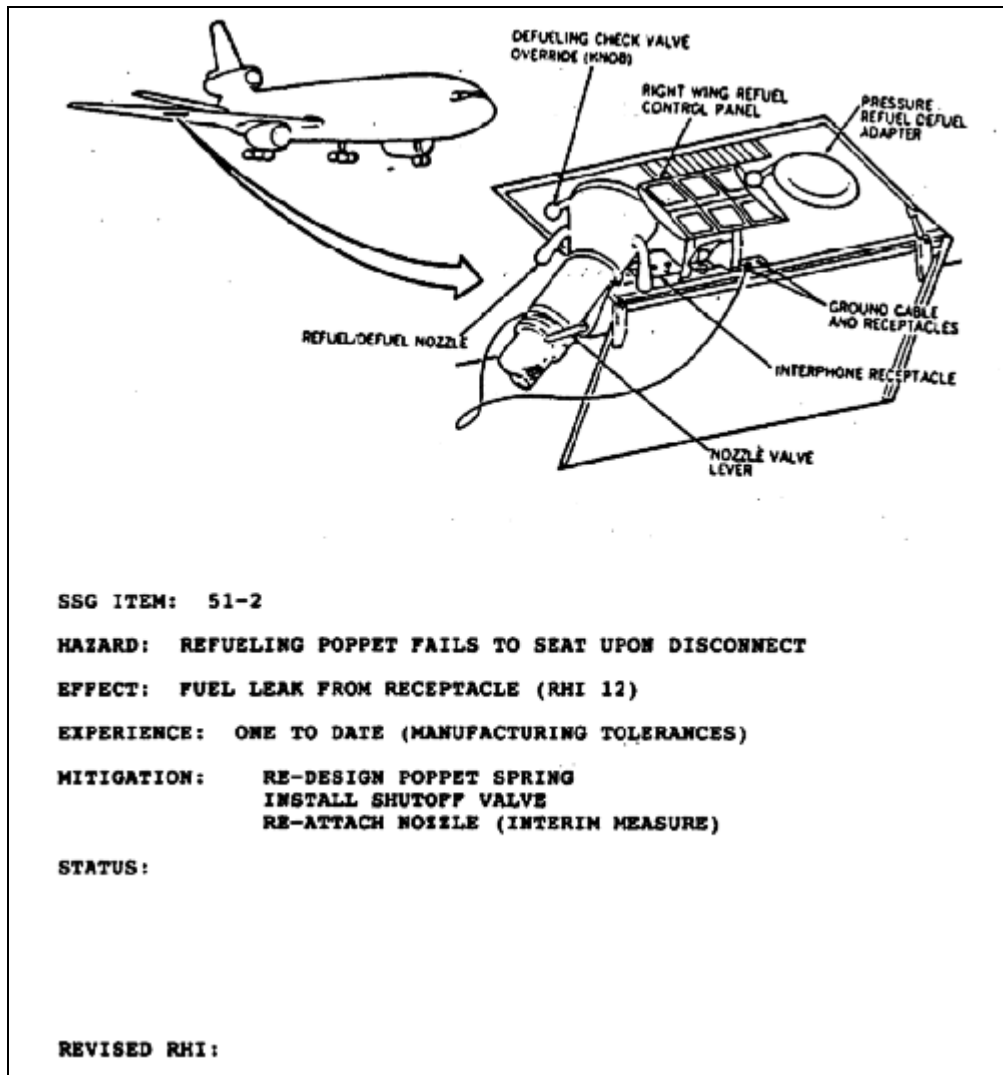 DEFUELING CHECK VALVE
OVERRIDE (KNOB)
RIGHT WING REFUEL
CONTROL PANEL
PRESSURE
REFUEL DEFUEL
ADAPTER
REFUEL/DEFUEL NOZZLE
GROUND CABLE
AND RECEPTACLES
INTERPHONE RECEPTACLE
NOZZLE VALVE
LEVER
SSG ITEM: 51-2
HAZARD: REFUELING POPPET FAILS TO SEAT UPON DISCONNECT
EFFECT: FUEL LEAK FROM RECEPTACLE (RHI 12)
EXPERIENCE: ONE TO DATE (MANUFACTURING TOLERANCES)
MITIGATION: RE-DESIGN POPPET SPRING
INSTALL SHUTOFF VALVE
RE-ATTACH NOZZLE (INTERIM MEASURE)
STATUS:
REVISED RHI: